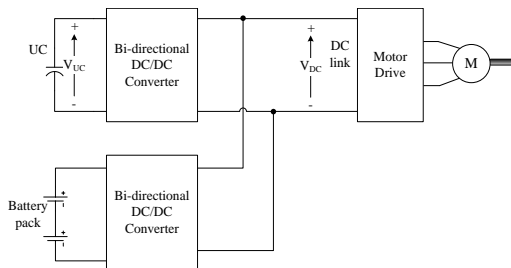 UC
+
V_UC
-
Bi-directional
DC/DC
Converter
+
V_DC
-
DC
link
Motor
Drive
M
Battery
pack
+
-
+
-
Bi-directional
DC/DC
Converter